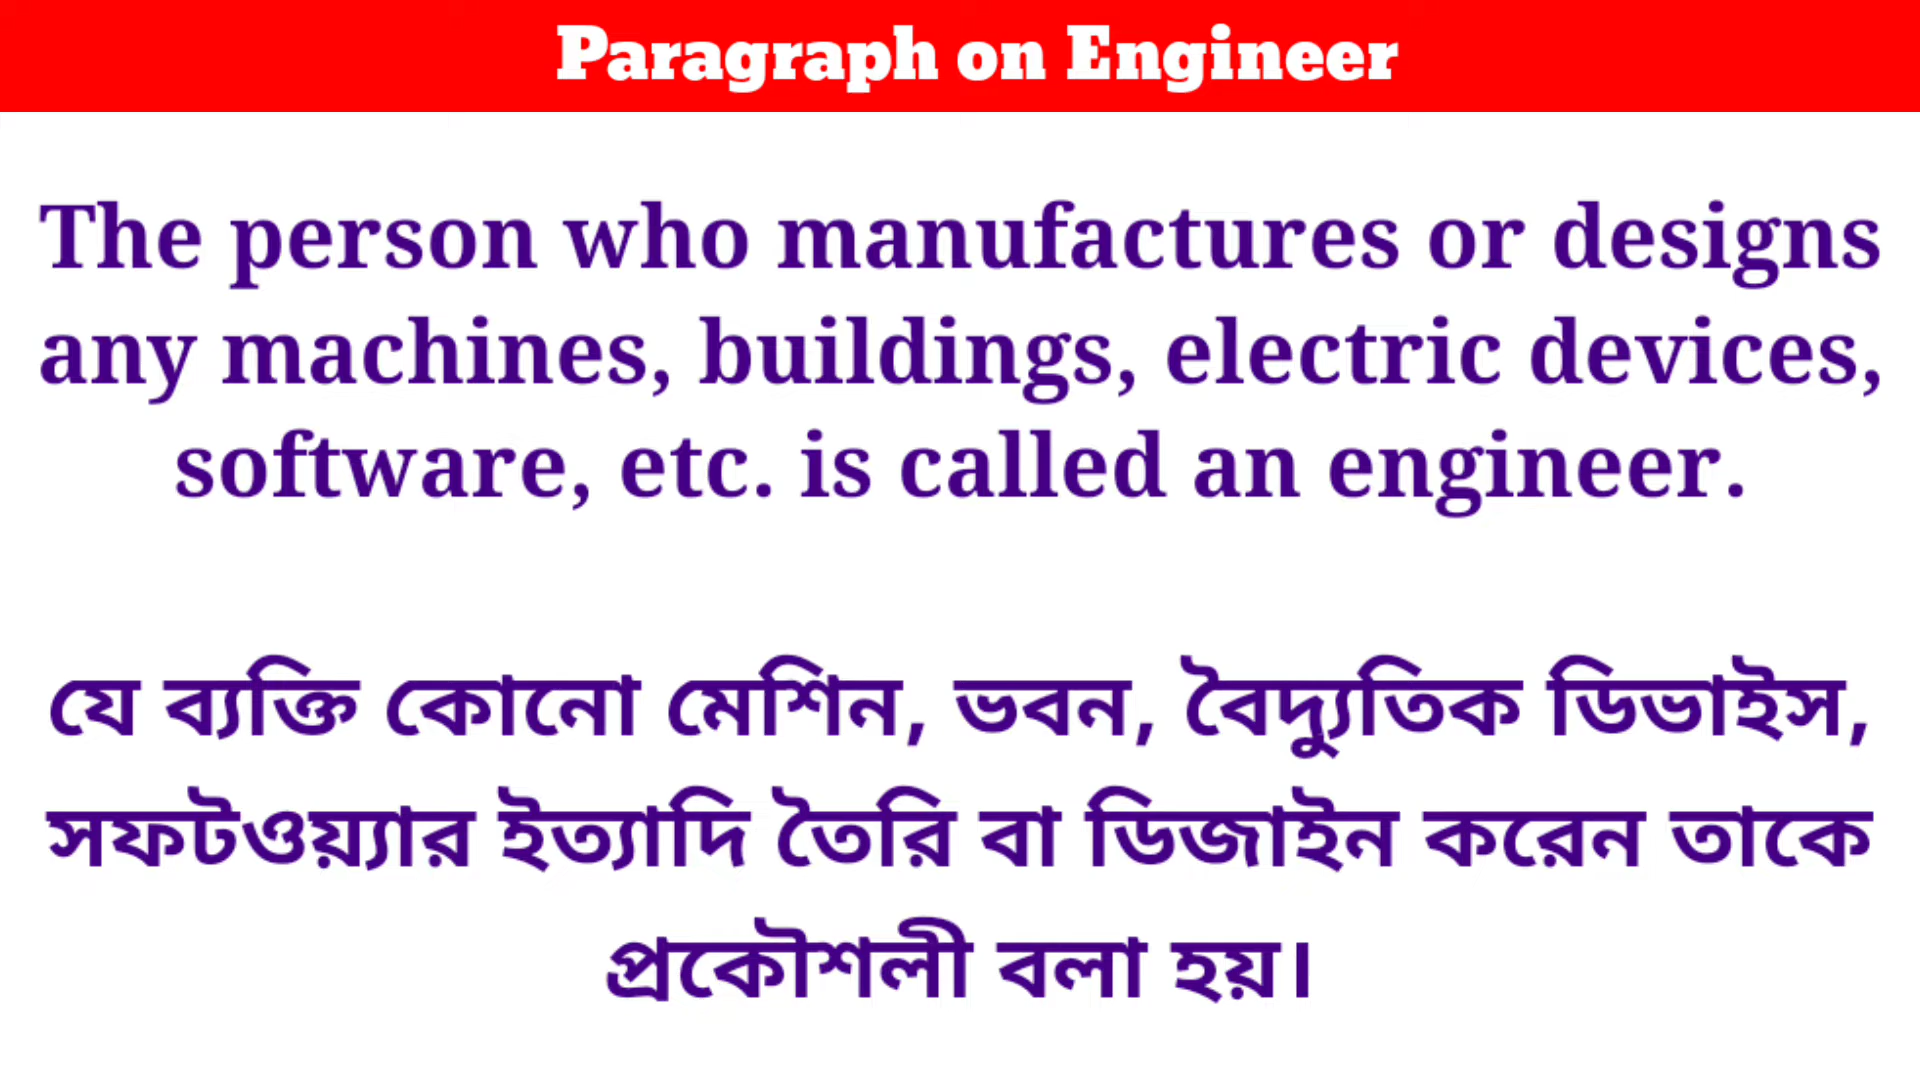 Paragraph on Engineer
The person who manufactures or designs
any machines, buildings, electric devices,
software, etc. is called an engineer.
যে ব্যক্তি কোনো মেশিন, ভবন, বৈদ্যুতিক ডিভাইস,
সফটওয়্যার ইত্যাদি তৈরি বা ডিজাইন করেন তাকে
প্রকৌশলী বলা হয়।